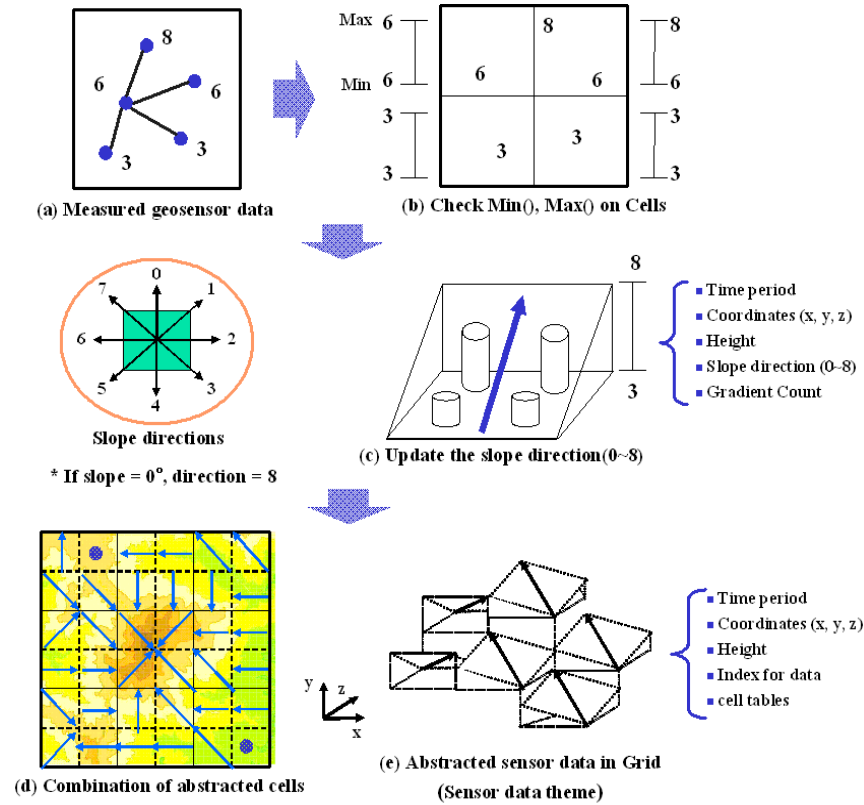 8
6
6
3
3
(a) Measured geosensor data
Max 6
Min 6
3
3
8
6
6
3
3
8
6
3
3
(b) Check Min(), Max() on Cells
0
1
2
3
4
5
6
7
Slope directions
* If slope = 0°, direction = 8
8
3
(c) Update the slope direction(0~8)
Time period
Coordinates (x, y, z)
Height
Slope direction (0~8)
Gradient Count
(d) Combination of abstracted cells
y
z
x
(e) Abstracted sensor data in Grid
(Sensor data theme)
Time period
Coordinates (x, y, z)
Height
Index for data
cell tables